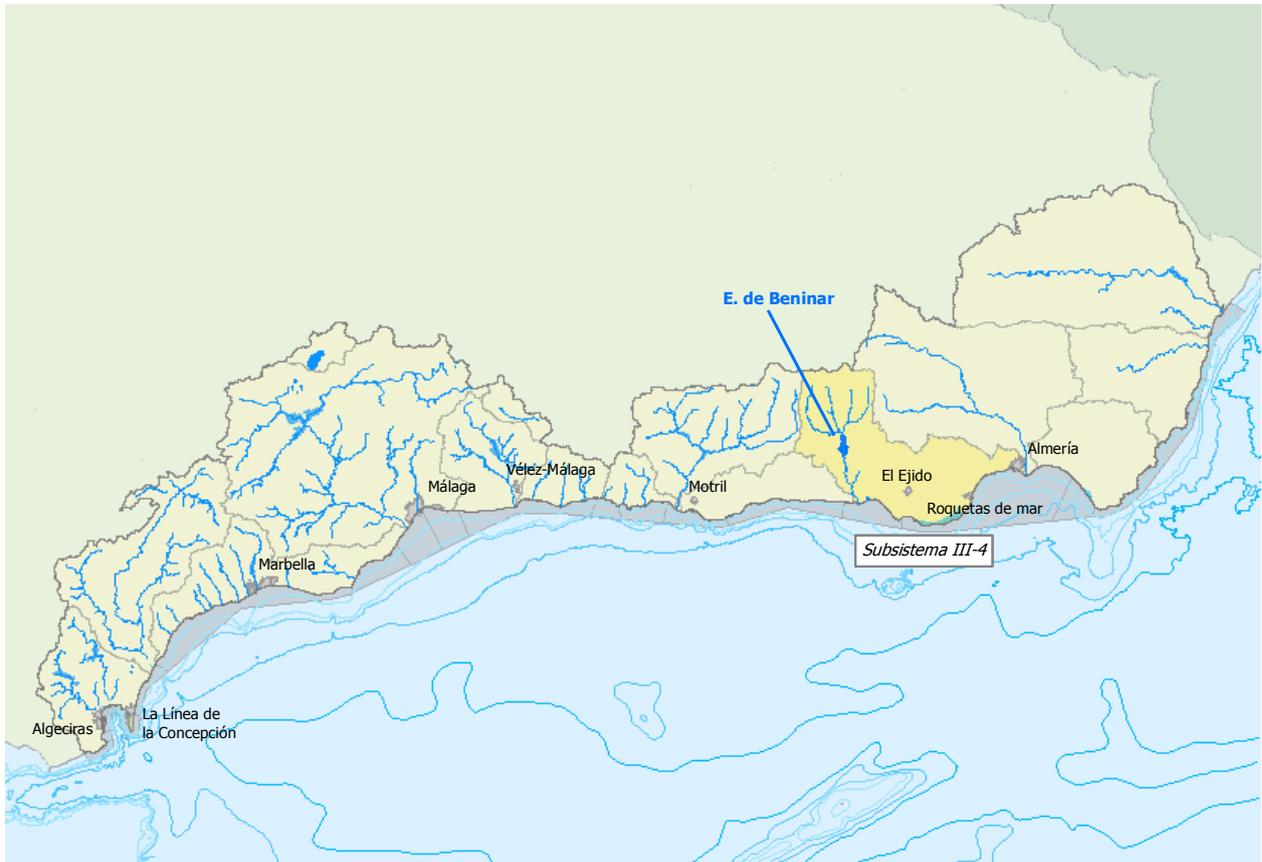 E. de Beninar
Almería
Vélez-Málaga
El Ejido
Málaga
Motril
Roquetas de mar
Subsistema III-4
Marbella
La Línea de
la Concepción
Algeciras